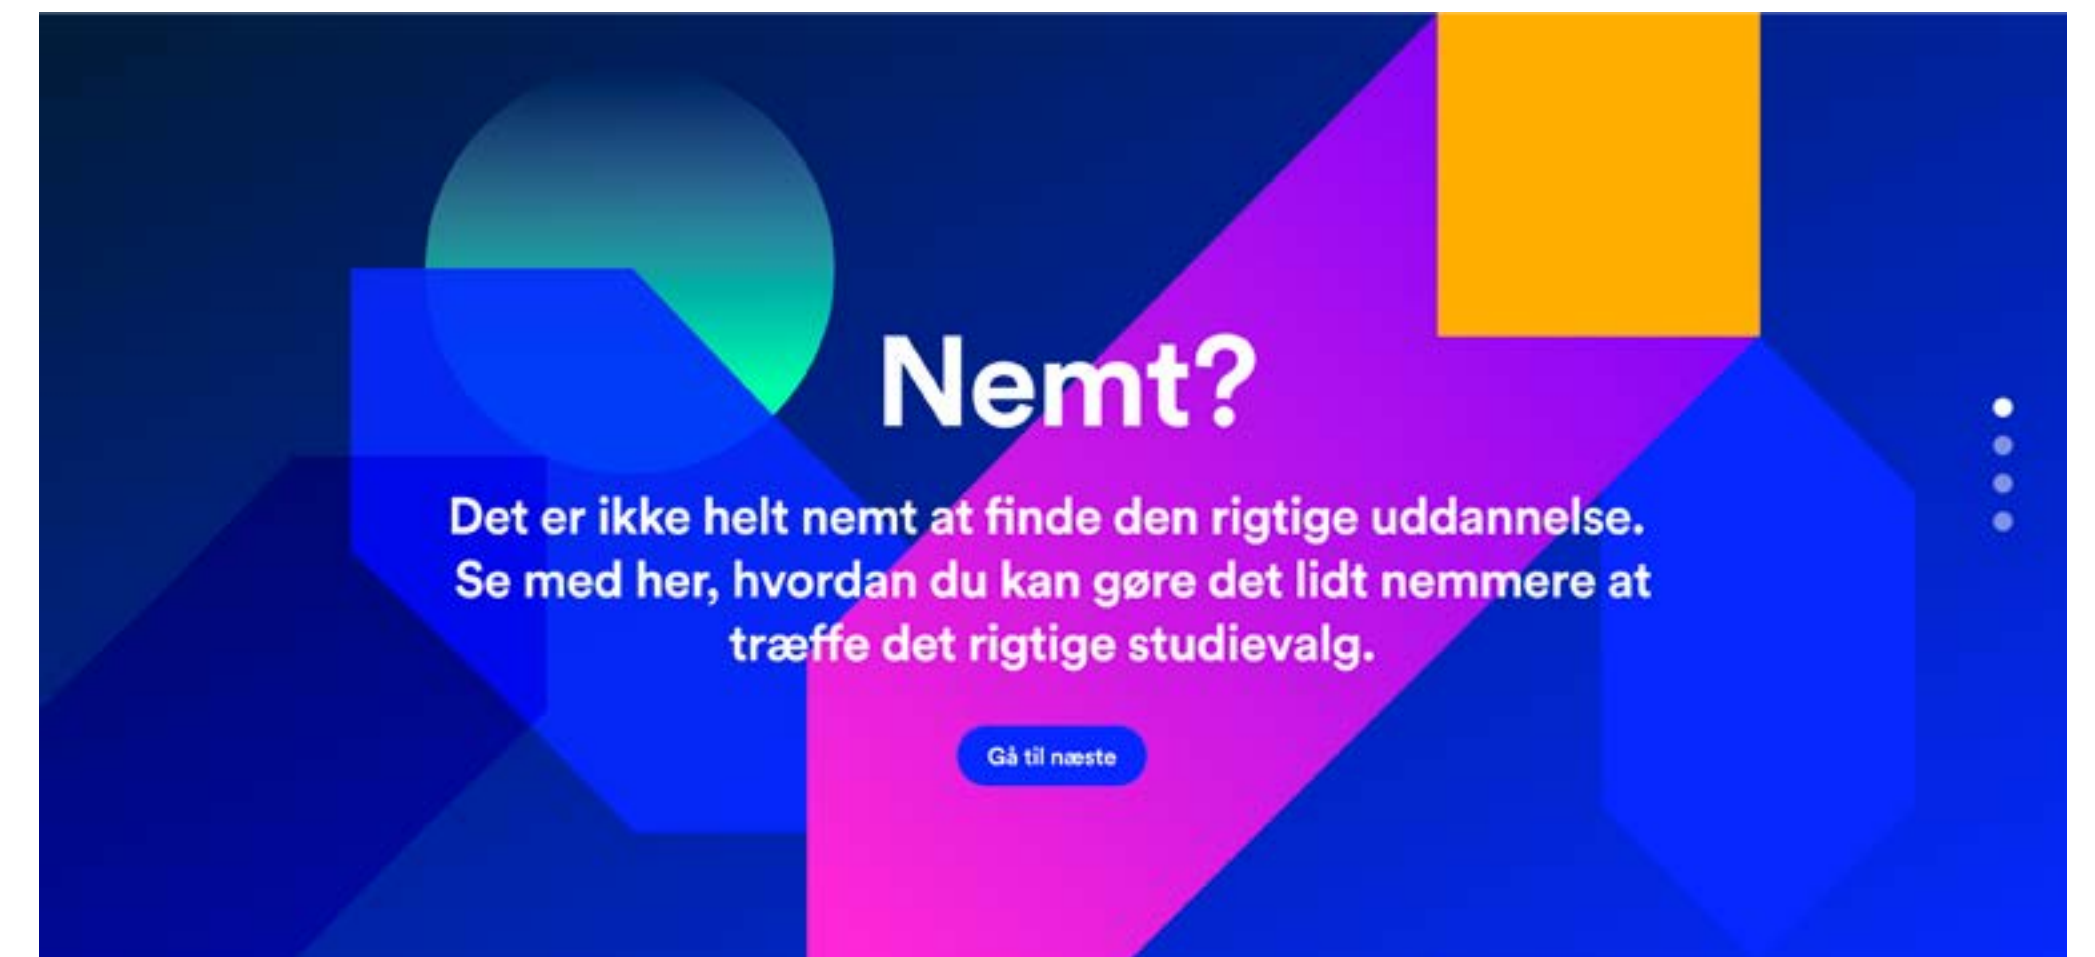 Nemt?
Det er ikke helt nemt at finde den rigtige uddannelse.
Se med her, hvordan du kan gøre det lidt nemmere at
træffe det rigtige studievalg.
Gå til næste